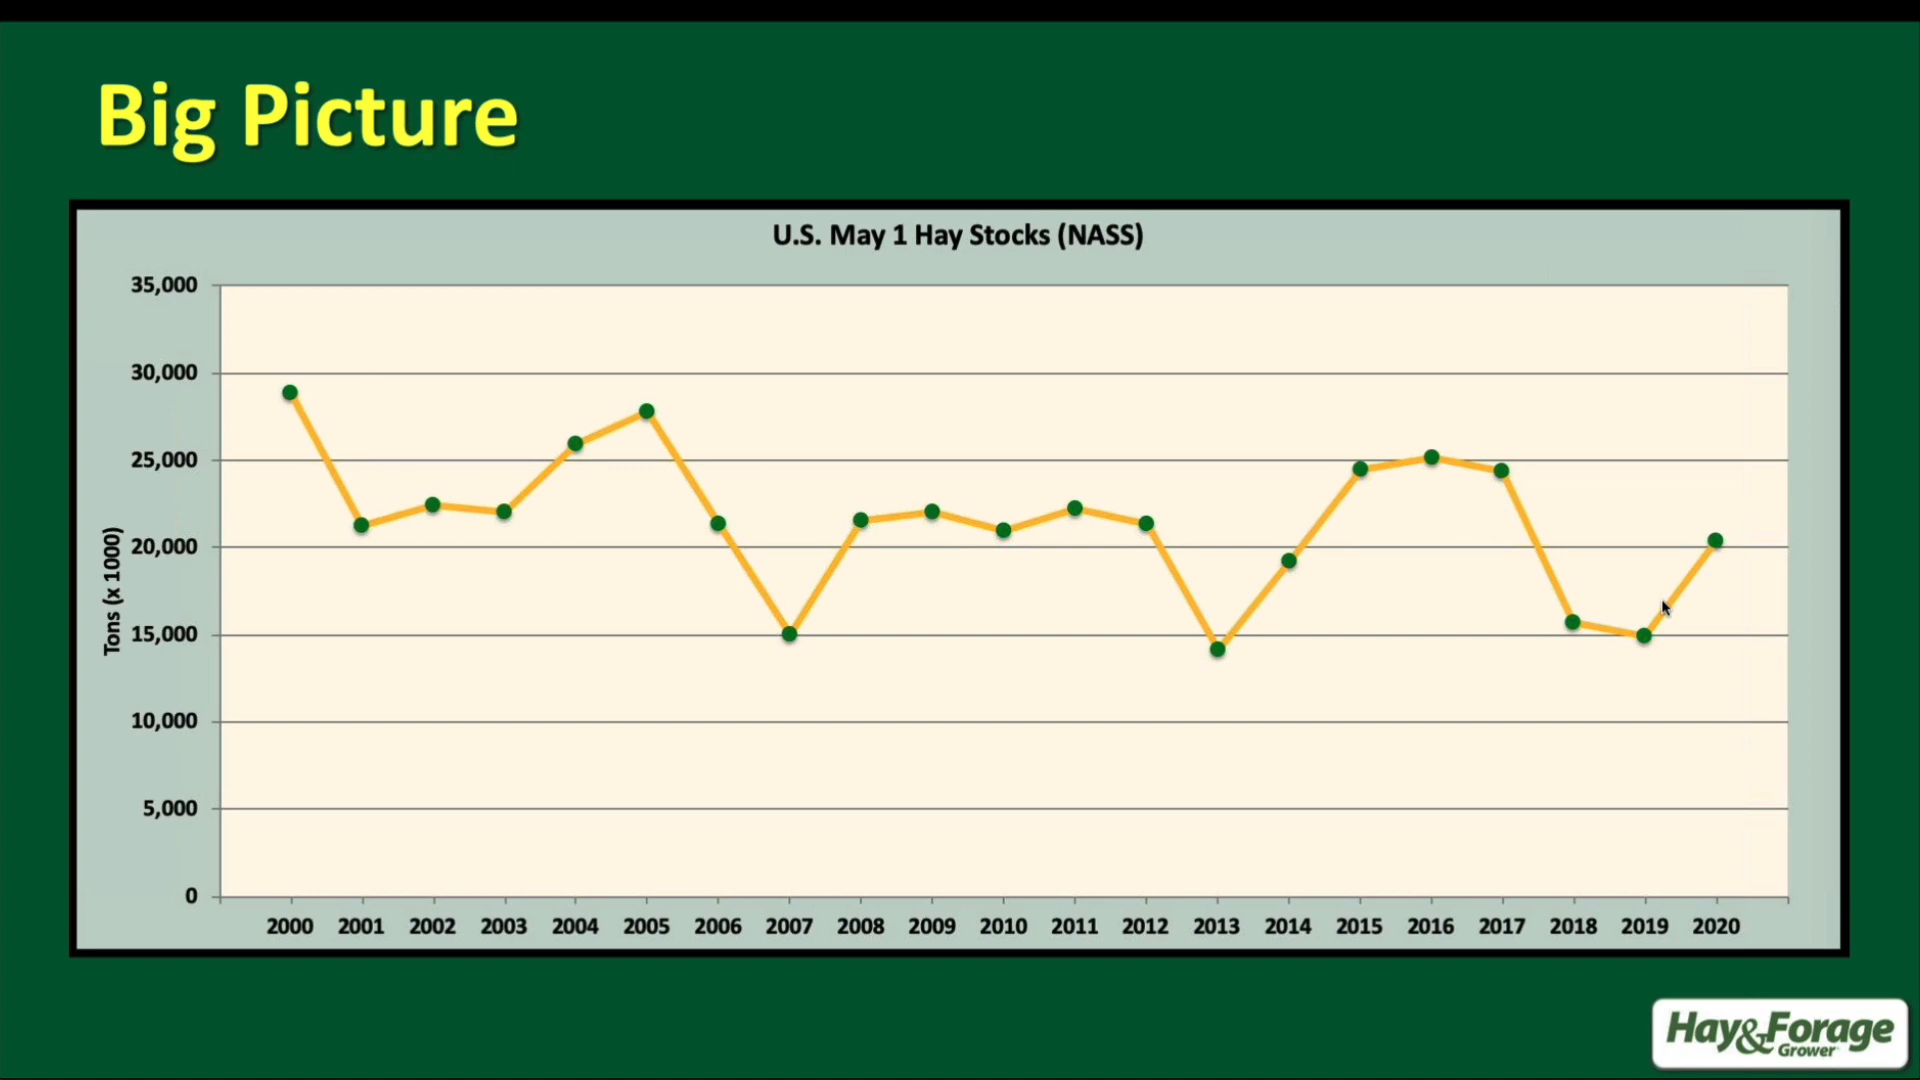 Big Picture
U.S. May 1 Hay Stocks (NASS)
35,000
30,000
25,000
20,000
15,000
10,000
5,000
0
Tons (x 1000)
2000 2001 2002 2003 2004 2005 2006 2007 2008 2009 2010 2011 2012 2013 2014 2015 2016 2017 2018 2019 2020
Hay&Forage
Grower